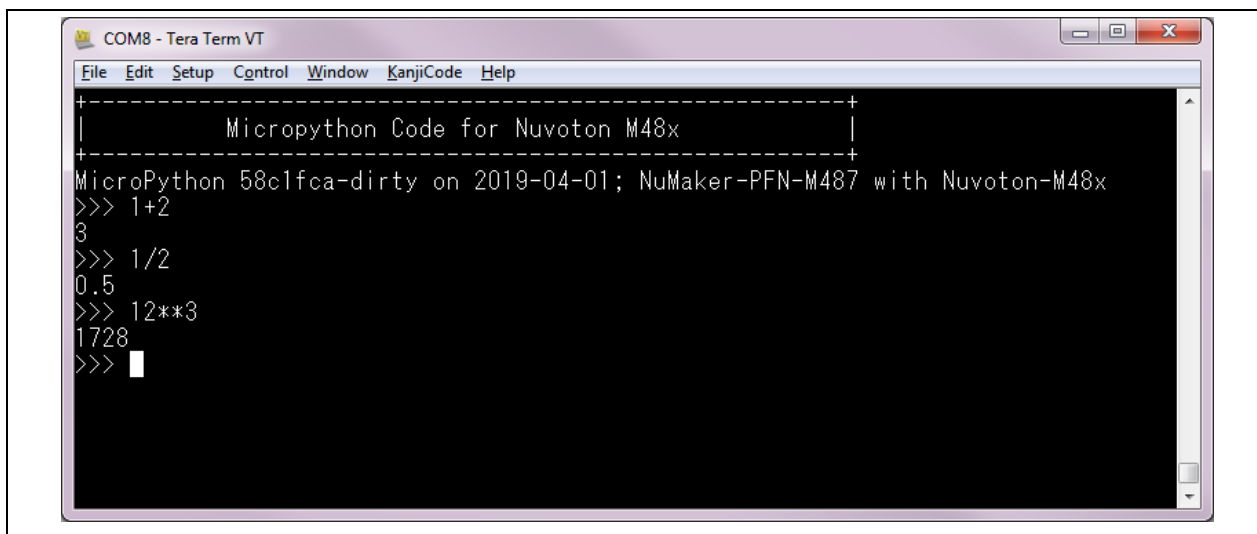 COM8 - Tera Term VT
File Edit Setup Control Window KanjiCode Help
+-----------------------------------------------------+
| Micropython Code for Nuvoton M48x |
+-----------------------------------------------------+
MicroPython 58c1fca-dirty on 2019-04-01; NuMaker-PFN-M487 with Nuvoton-M48x
>>> 1+2
3
>>> 1/2
0.5
>>> 12**3
1728
>>>